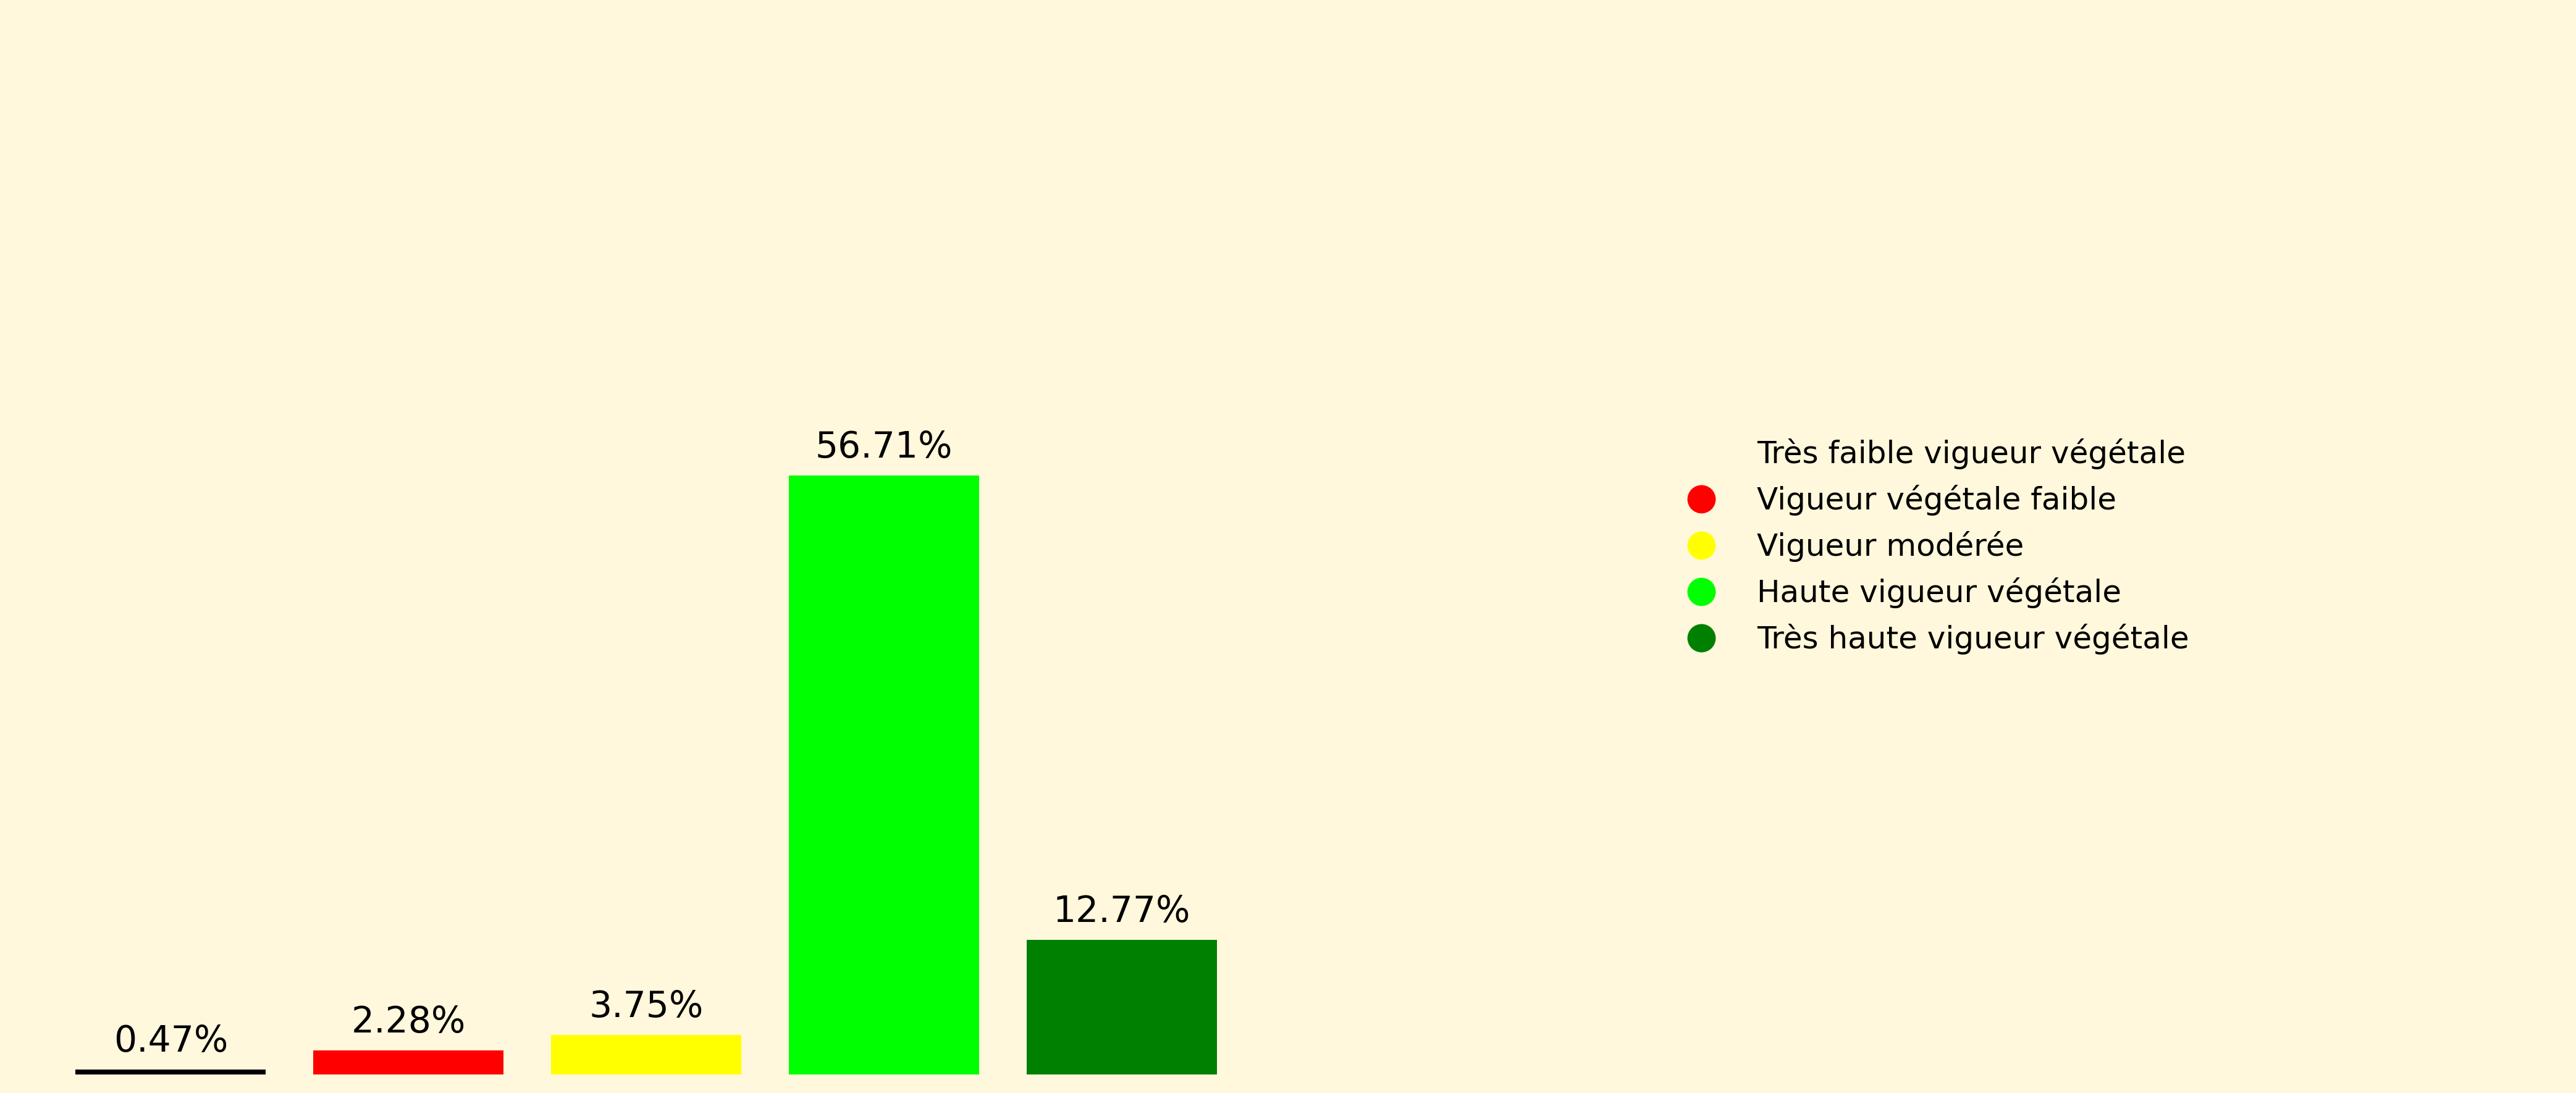 0.47%
2.28%
3.75%
56.71%
12.77%
Très faible vigueur végétale
Vigueur végétale faible
Vigueur modérée
Haute vigueur végétale
Très haute vigueur végétale